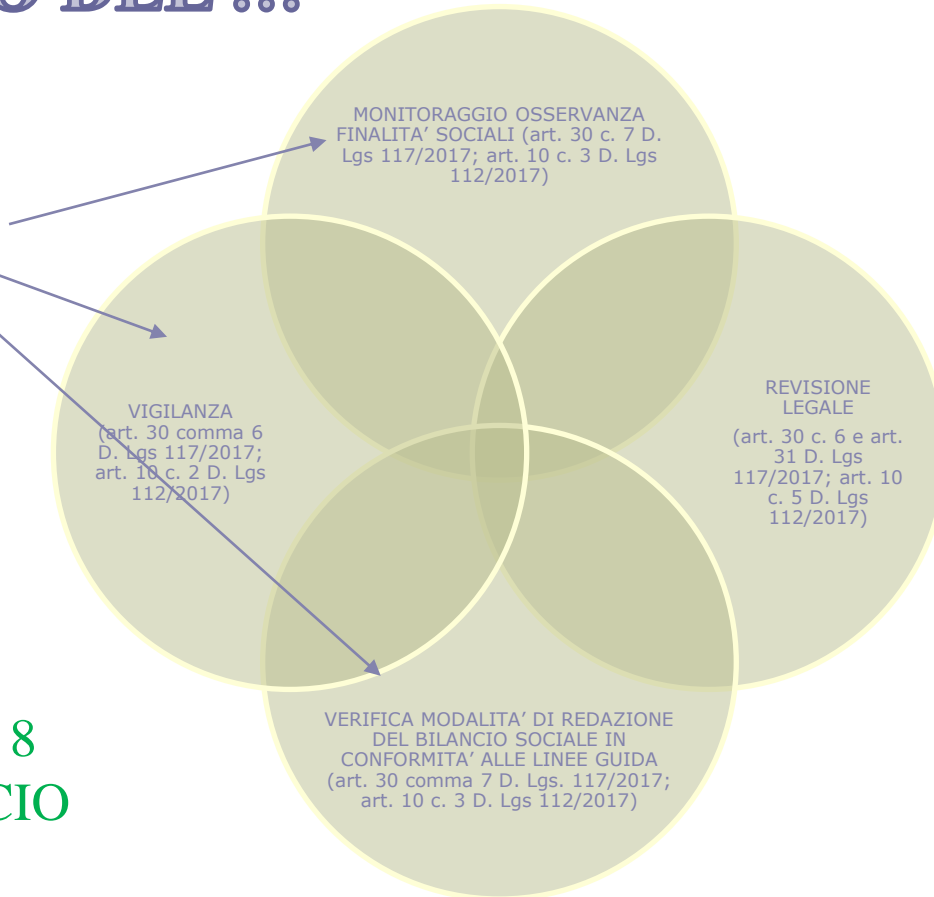 MONITORAGGIO OSSERVANZA
FINALITA’ SOCIALI (art. 30 c. 7 D.
Lgs 117/2017; art. 10 c. 3 D. Lgs
112/2017)
VIGILANZA
(art. 30 comma 6
D. Lgs 117/2017;
art. 10 c. 2 D. Lgs
112/2017)
REVISIONE
LEGALE
(art. 30 c. 6 e art.
31 D. Lgs
117/2017; art. 10
c. 5 D. Lgs
112/2017)
8
VERIFICA MODALITA’ DI REDAZIONE
DEL BILANCIO SOCIALE IN
CONFORMITA’ ALLE LINEE GUIDA
(art. 30 comma 7 D. Lgs. 117/2017;
art. 10 c. 3 D. Lgs 112/2017)